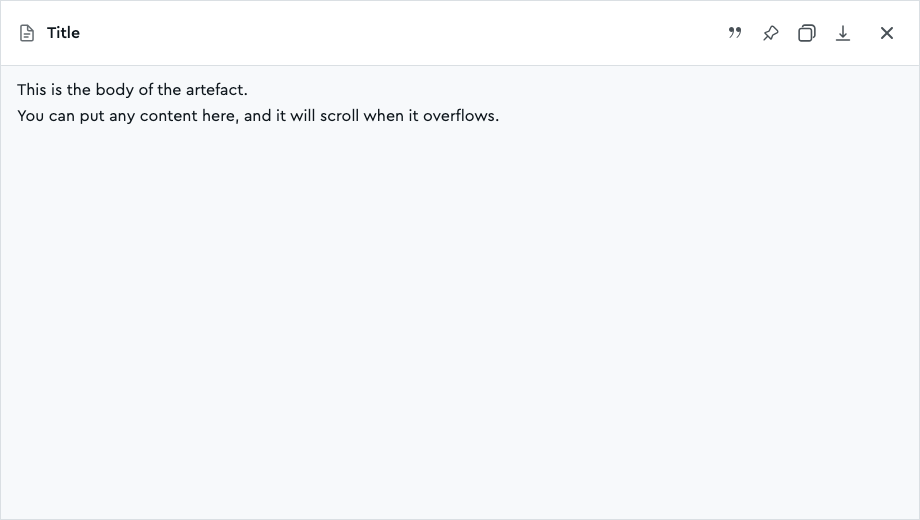 Title
This is the body of the artefact.
You can put any content here, and it will scroll when it overflows.